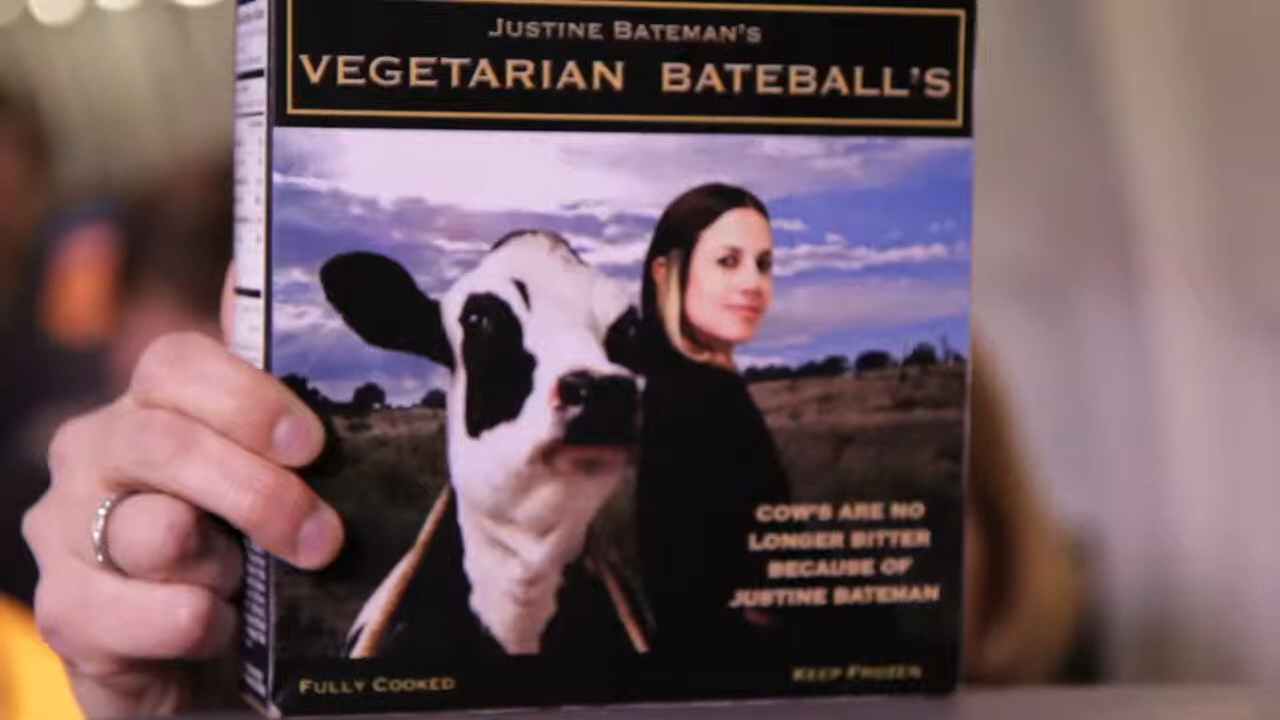 JUSTINE BATEMAN'S
VEGETARIAN BATEBALL'S
COW'S ARE NO
LONGER BITTER
BECAUSE OF
JUSTINE BATEMAN
FULLY COOKED
KEEP FROZEN